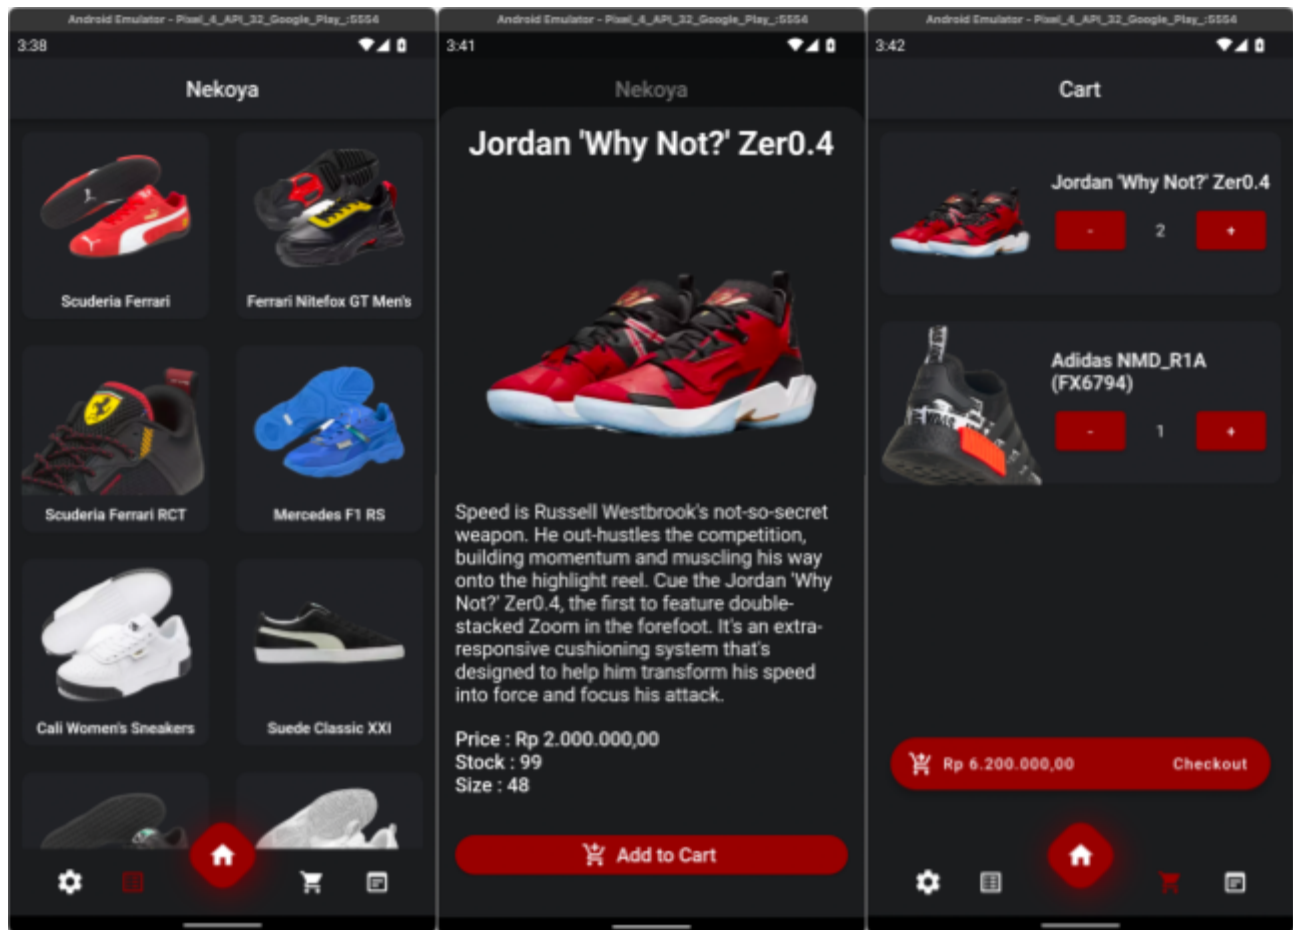 Android Emulator - Pixel_4_API_32_Google_Play_:5554
3:38
Nekoya
Scuderia Ferrari
Ferrari Nitefox GT Men's
Scuderia Ferrari RCT
Mercedes F1 RS
Cali Women's Sneakers
Suede Classic XXI
Android Emulator - Pixel_4_API_32_Google_Play_:5554
3:41
Nekoya
Jordan 'Why Not?' Zer0.4
Speed is Russell Westbrook's not-so-secret
weapon. He out-hustles the competition,
building momentum and muscling his way
onto the highlight reel. Cue the Jordan 'Why
Not?' Zer0.4, the first to feature double-
stacked Zoom in the forefoot. It's an extra-
responsive cushioning system that's
designed to help him transform his speed
into force and focus his attack.
Price : Rp 2.000.000,00
Stock : 99
Size : 48
Add to Cart
Android Emulator - Pixel_4_API_32_Google_Play_:5554
3:42
Cart
Jordan 'Why Not?' Zer0.4
- 2 +
Adidas NMD_R1A
(FX6794)
- 1 +
Rp 6.200.000,00 Checkout